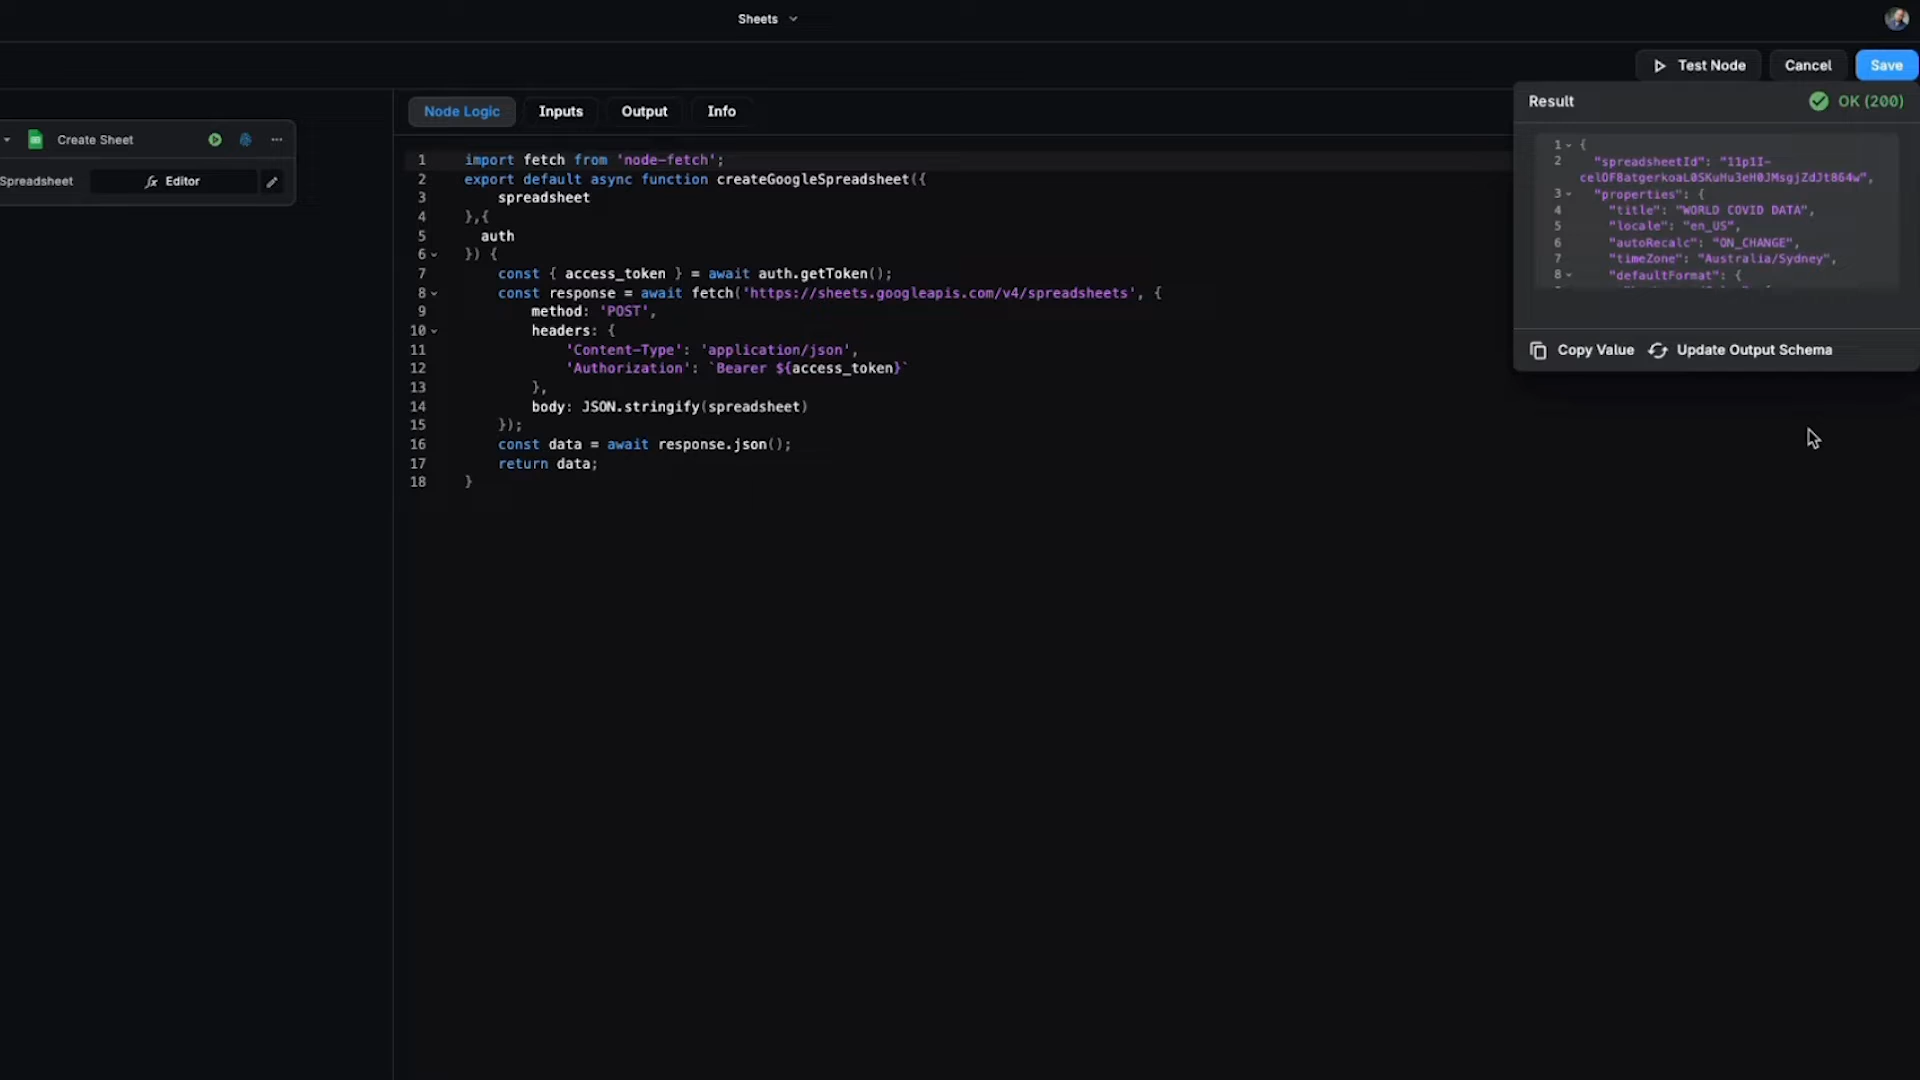 Sheets
Test Node
Cancel
Save
Node Logic
Inputs
Output
Info
Result
OK (200)
Create Sheet
Spreadsheet
fx Editor
1 import fetch from 'node-fetch';
2 export default async function createGoogleSpreadsheet({
3 spreadsheet
4 },{
5 auth
6 }) {
7 const { access_token } = await auth.getToken();
8 const response = await fetch('https://sheets.googleapis.com/v4/spreadsheets', {
9 method: 'POST',
10 headers: {
11 'Content-Type': 'application/json',
12 'Authorization': `Bearer ${access_token}`
13 },
14 body: JSON.stringify(spreadsheet)
15 });
16 const data = await response.json();
17 return data;
18 }
1 {
2 "spreadsheetId": "11p1I-
3 "properties": {
4 "title": "WORLD COVID DATA",
5 "locale": "en_US",
6 "autoRecalc": "ON_CHANGE",
7 "timeZone": "Australia/Sydney",
8 "defaultFormat": {
Copy Value
Update Output Schema